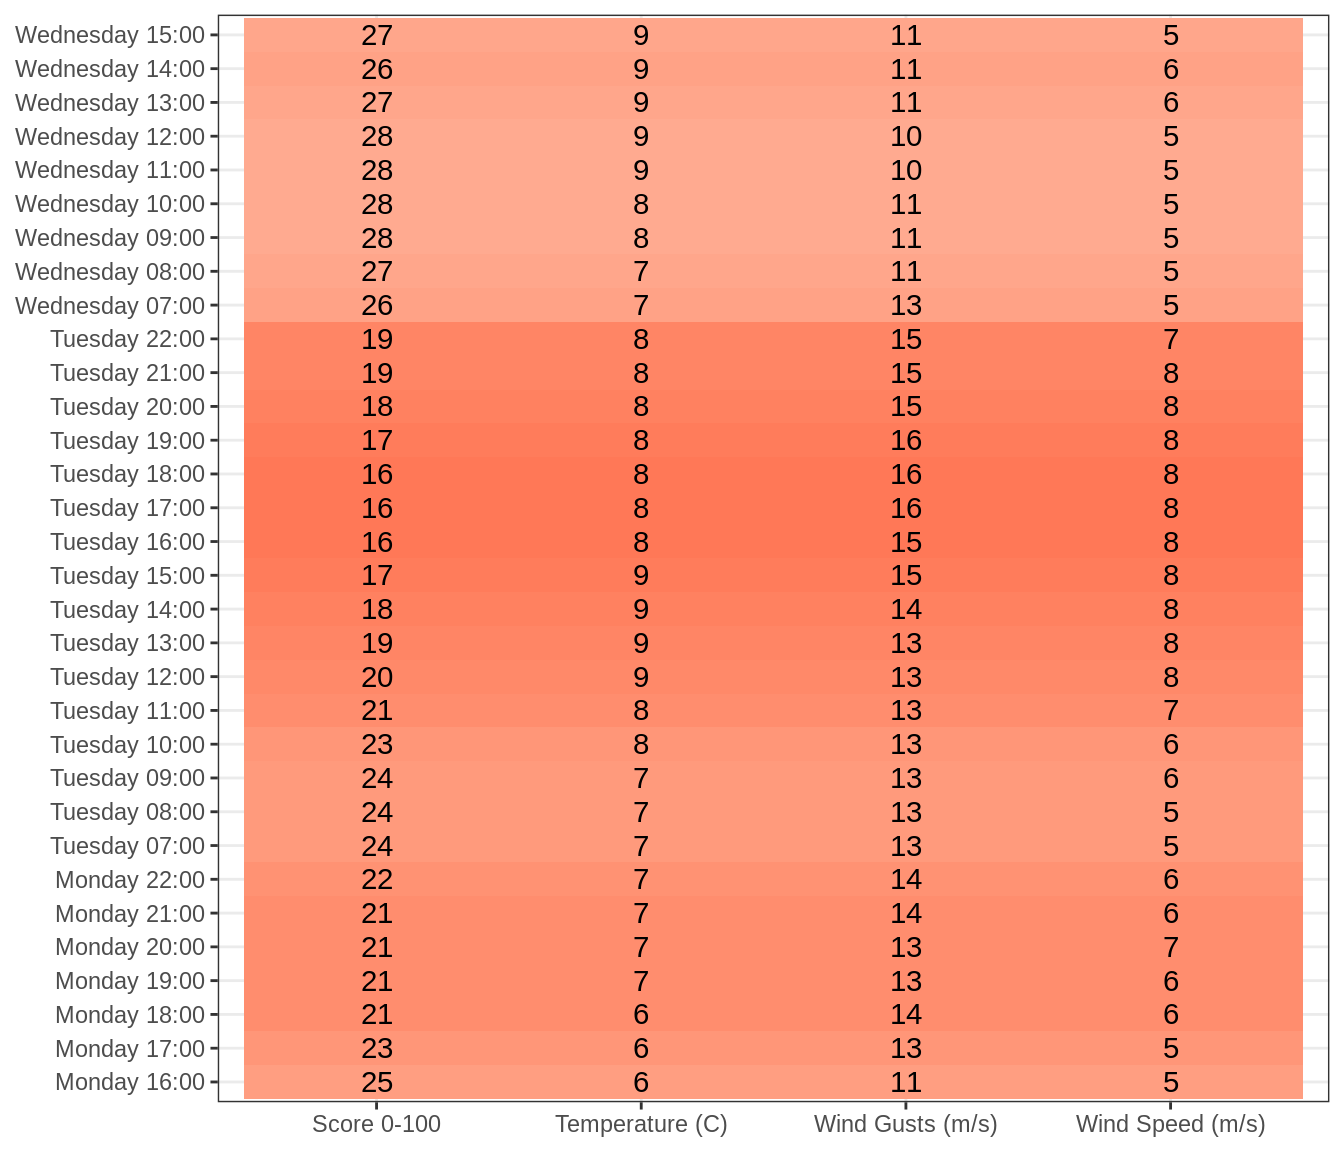 Wednesday 15:00 27 9 11 5
Wednesday 14:00 26 9 11 6
Wednesday 13:00 27 9 11 6
Wednesday 12:00 28 9 10 5
Wednesday 11:00 28 9 10 5
Wednesday 10:00 28 8 11 5
Wednesday 09:00 28 8 11 5
Wednesday 08:00 27 7 11 5
Wednesday 07:00 26 7 13 5
Tuesday 22:00 19 8 15 7
Tuesday 21:00 19 8 15 8
Tuesday 20:00 18 8 15 8
Tuesday 19:00 17 8 16 8
Tuesday 18:00 16 8 16 8
Tuesday 17:00 16 8 16 8
Tuesday 16:00 16 8 15 8
Tuesday 15:00 17 9 15 8
Tuesday 14:00 18 9 14 8
Tuesday 13:00 19 9 13 8
Tuesday 12:00 20 9 13 8
Tuesday 11:00 21 8 13 7
Tuesday 10:00 23 8 13 6
Tuesday 09:00 24 7 13 6
Tuesday 08:00 24 7 13 5
Tuesday 07:00 24 7 13 5
Monday 22:00 22 7 14 6
Monday 21:00 21 7 14 6
Monday 20:00 21 7 13 7
Monday 19:00 21 7 13 6
Monday 18:00 21 6 14 6
Monday 17:00 23 6 13 5
Monday 16:00 25 6 11 5
Score 0-100 Temperature (C) Wind Gusts (m/s) Wind Speed (m/s)